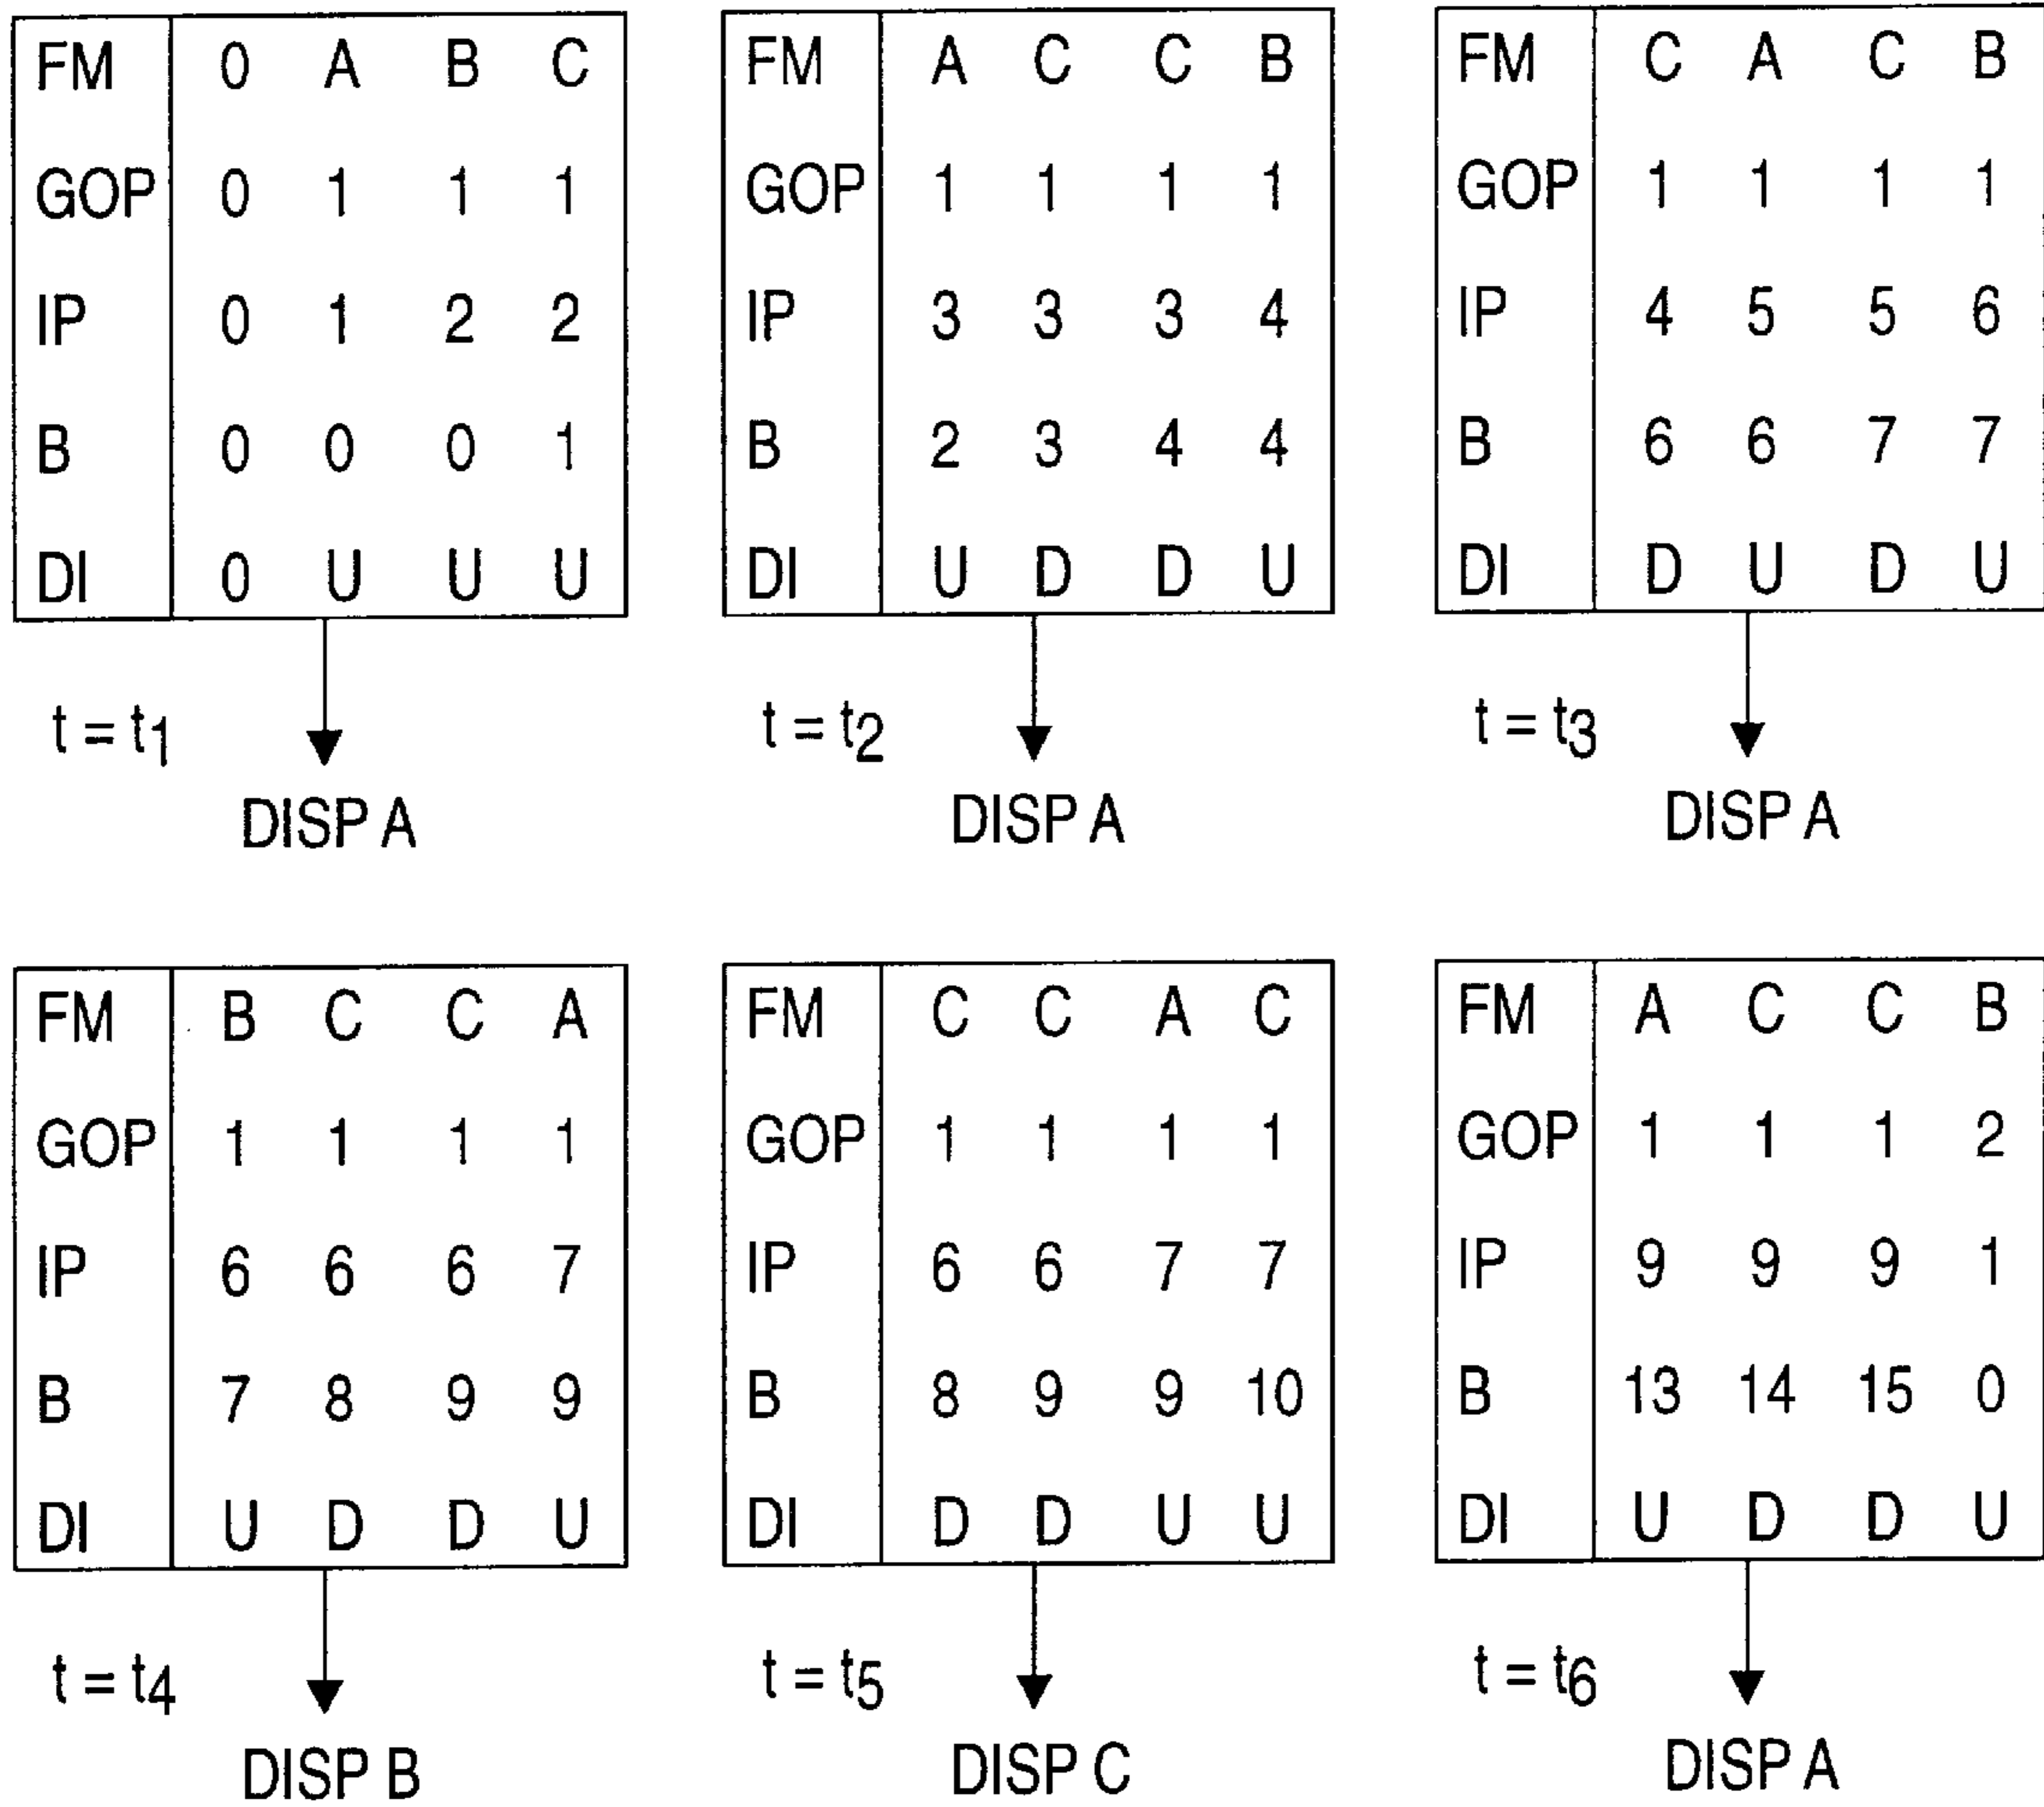 FM 0 A B C
GOP 0 1 1 1
IP 0 1 2 2
B 0 0 0 1
DI 0 U U U
t = t1
DISP A
FM A C C B
GOP 1 1 1 1
IP 3 3 3 4
B 2 3 4 4
DI U D D U
t = t2
DISP A
FM C A C B
GOP 1 1 1 1
IP 4 5 5 6
B 6 6 7 7
DI D U D U
t = t3
DISP A
FM B C C A
GOP 1 1 1 1
IP 6 6 6 7
B 7 8 9 9
DI U D D U
t = t4
DISP B
FM C C A C
GOP 1 1 1 1
IP 6 6 7 7
B 8 9 9 10
DI D D U U
t = t5
DISP C
FM A C C B
GOP 1 1 1 2
IP 9 9 9 1
B 13 14 15 0
DI U D D U
t = t6
DISP A